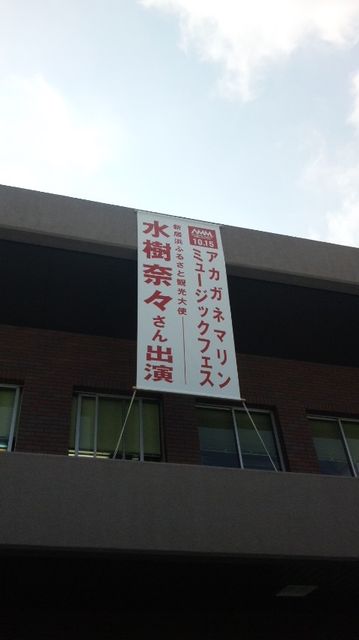 AMM
10.15
アカガネマリン
ミュージックフェス
新居浜ふるさと観光大使
水樹奈々さん出演